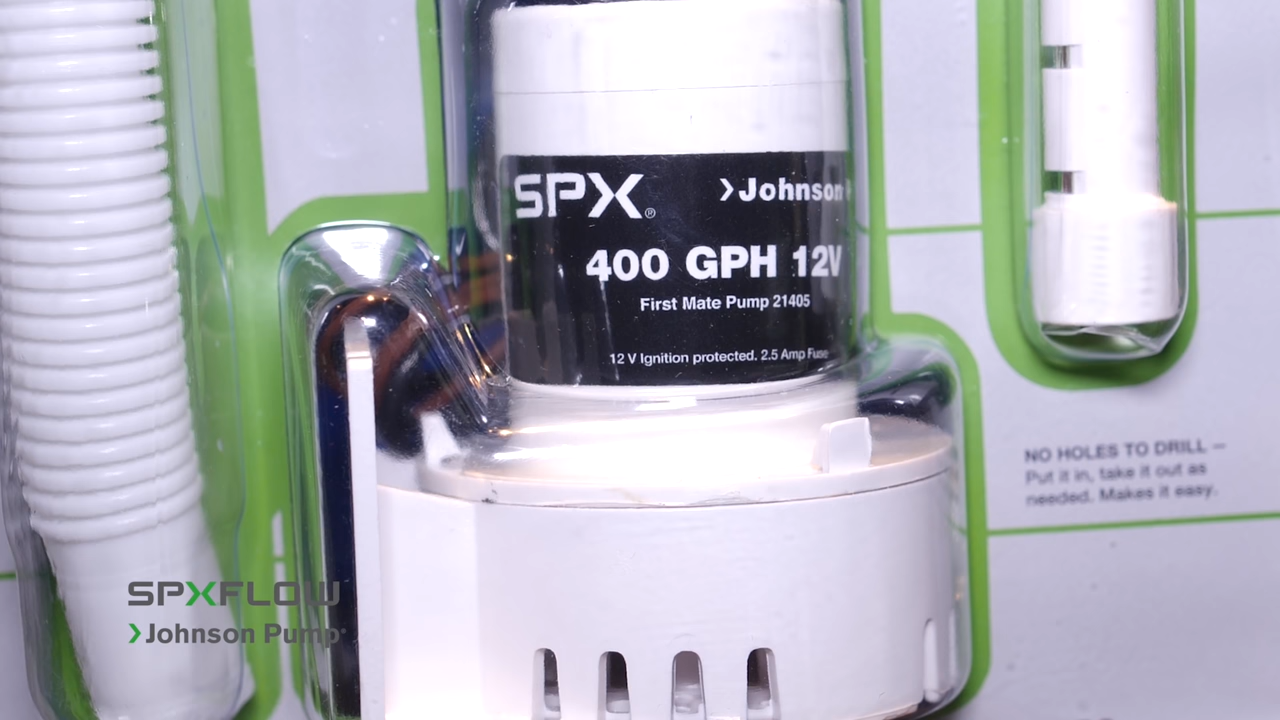 SPX®
❯Johnson
400 GPH 12V
First Mate Pump 21405
12 V Ignition protected. 2.5 Amp Fuse
NO HOLES TO DRILL —
Put it in, take it out as
needed. Makes it easy.
SPXFLOW
❯Johnson Pump